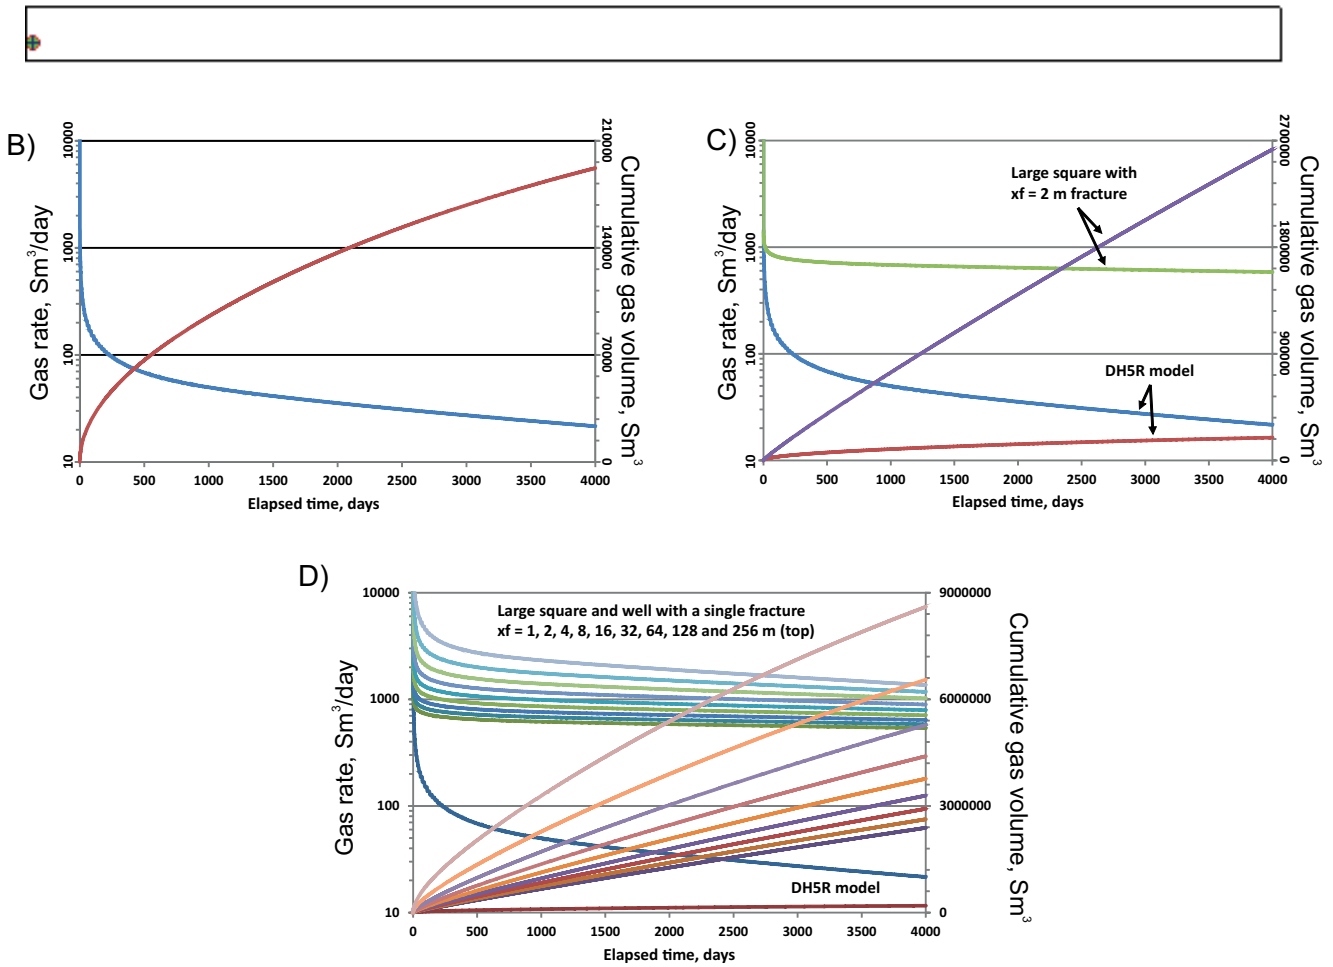 B)
10000
1000
100
10
Gas rate, Sm3/day
210000
140000
70000
0
Cumulative gas volume, Sm3
0 500 1000 1500 2000 2500 3000 3500 4000
Elapsed time, days
C)
10000
1000
100
10
Gas rate, Sm3/day
Large square with
xf = 2 m fracture
DH5R model
2700000
1800000
900000
0
Cumulative gas volume, Sm3
0 500 1000 1500 2000 2500 3000 3500 4000
Elapsed time, days
D)
10000
1000
100
10
Gas rate, Sm3/day
Large square and well with a single fracture
xf = 1, 2, 4, 8, 16, 32, 64, 128 and 256 m (top)
DH5R model
9000000
6000000
3000000
0
Cumulative gas volume, Sm3
0 500 1000 1500 2000 2500 3000 3500 4000
Elapsed time, days